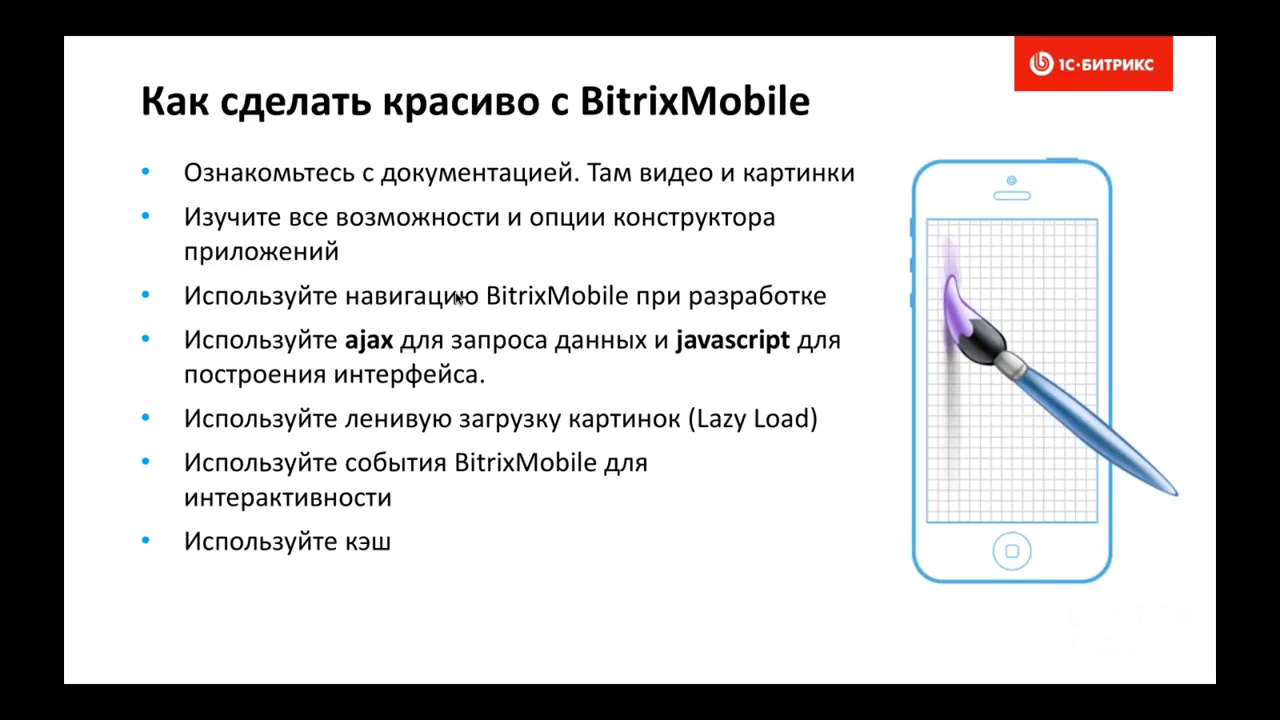 1С·БИТРИКС
Как сделать красиво с BitrixMobile
• Ознакомьтесь с документацией. Там видео и картинки
• Изучите все возможности и опции конструктора
приложений
• Используйте навигацию BitrixMobile при разработке
• Используйте ajax для запроса данных и javascript для
построения интерфейса.
• Используйте ленивую загрузку картинок (Lazy Load)
• Используйте события BitrixMobile для
интерактивности
• Используйте кэш